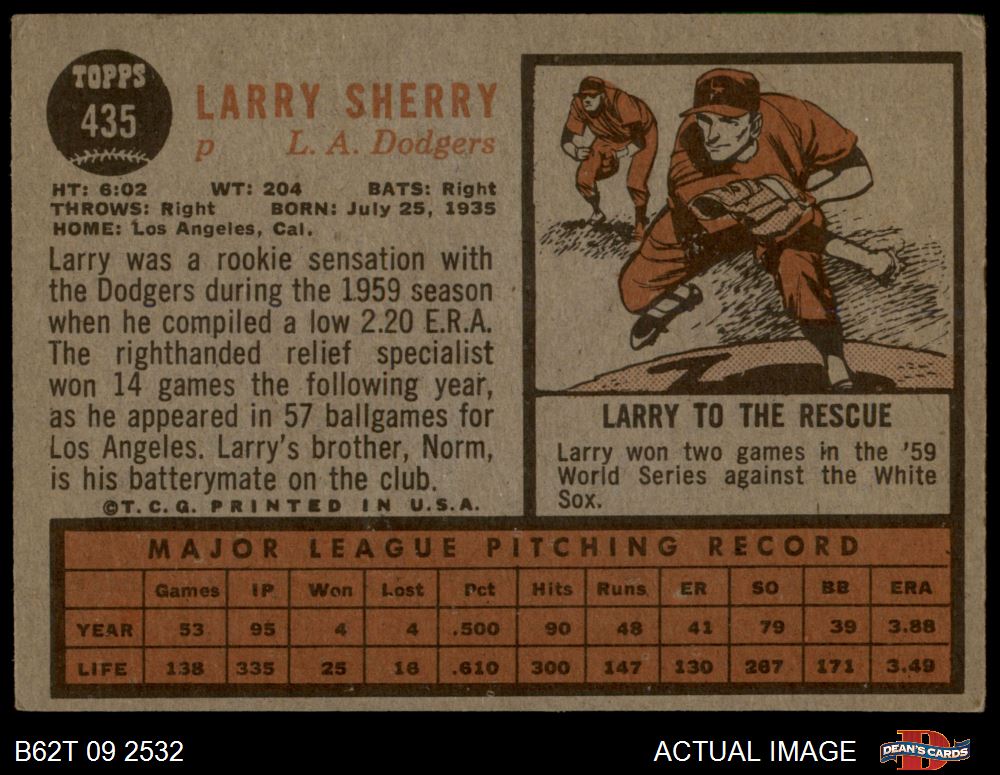 TOPPS
435
LARRY SHERRY
p L. A. Dodgers
HT: 6:02 WT: 204 BATS: Right
THROWS: Right BORN: July 25, 1935
HOME: Los Angeles, Cal.
Larry was a rookie sensation with
the Dodgers during the 1959 season
when he compiled a low 2.20 E.R.A.
The righthanded relief specialist
won 14 games the following year,
as he appeared in 57 ballgames for
Los Angeles. Larry's brother, Norm,
is his batterymate on the club.
©T.C.G. PRINTED IN U.S.A.
LARRY TO THE RESCUE
Larry won two games in the '59
World Series against the White
Sox.
MAJOR LEAGUE PITCHING RECORD
Games IP Won Lost Pct Hits Runs ER SO BB ERA
YEAR 53 95 4 4 .500 90 48 41 79 39 3.88
LIFE 138 335 25 16 .610 300 147 130 267 171 3.49
B62T 09 2532
ACTUAL IMAGE
D
DEAN'S CARDS